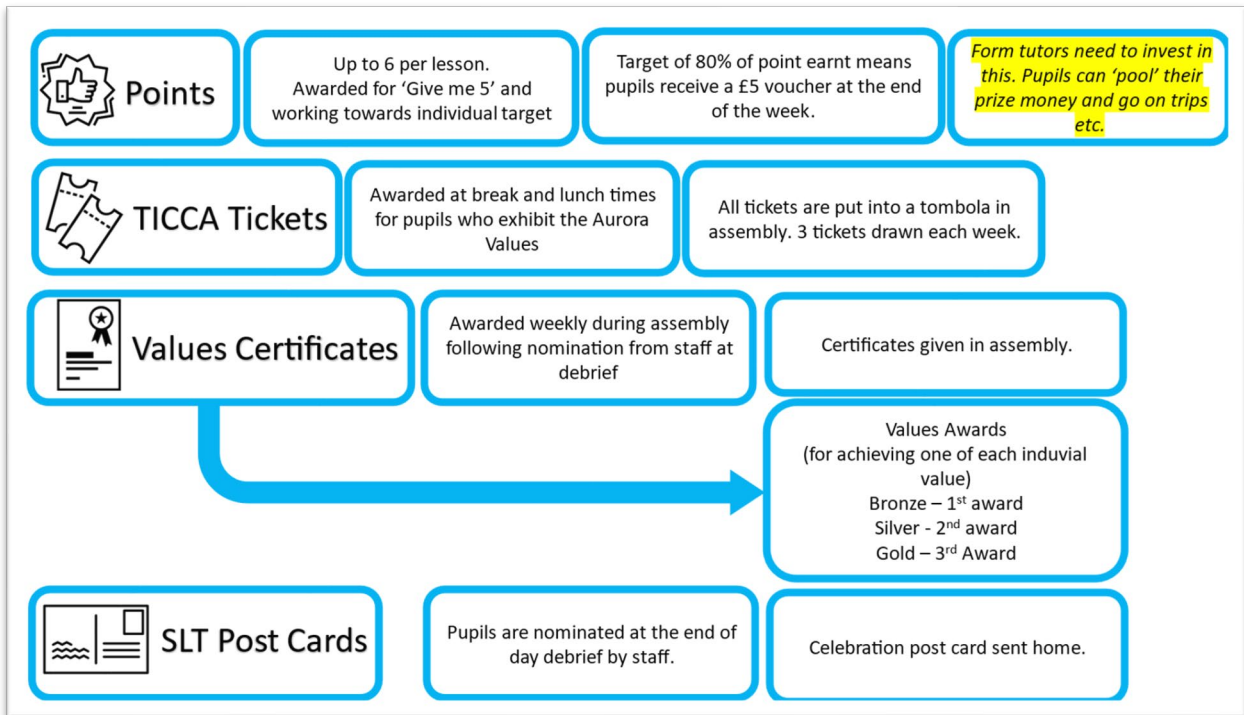 Points
Up to 6 per lesson.
Awarded for ‘Give me 5’ and
working towards individual target
Target of 80% of point earnt means
pupils receive a £5 voucher at the end
of the week.
Form tutors need to invest in
this. Pupils can ‘pool’ their
prize money and go on trips
etc.
TICCA Tickets
Awarded at break and lunch times
for pupils who exhibit the Aurora
Values
All tickets are put into a tombola in
assembly. 3 tickets drawn each week.
Values Certificates
Awarded weekly during assembly
following nomination from staff at
debrief
Certificates given in assembly.
Values Awards
(for achieving one of each induvial
value)
Bronze – 1st award
Silver - 2nd award
Gold – 3rd Award
SLT Post Cards
Pupils are nominated at the end of
day debrief by staff.
Celebration post card sent home.